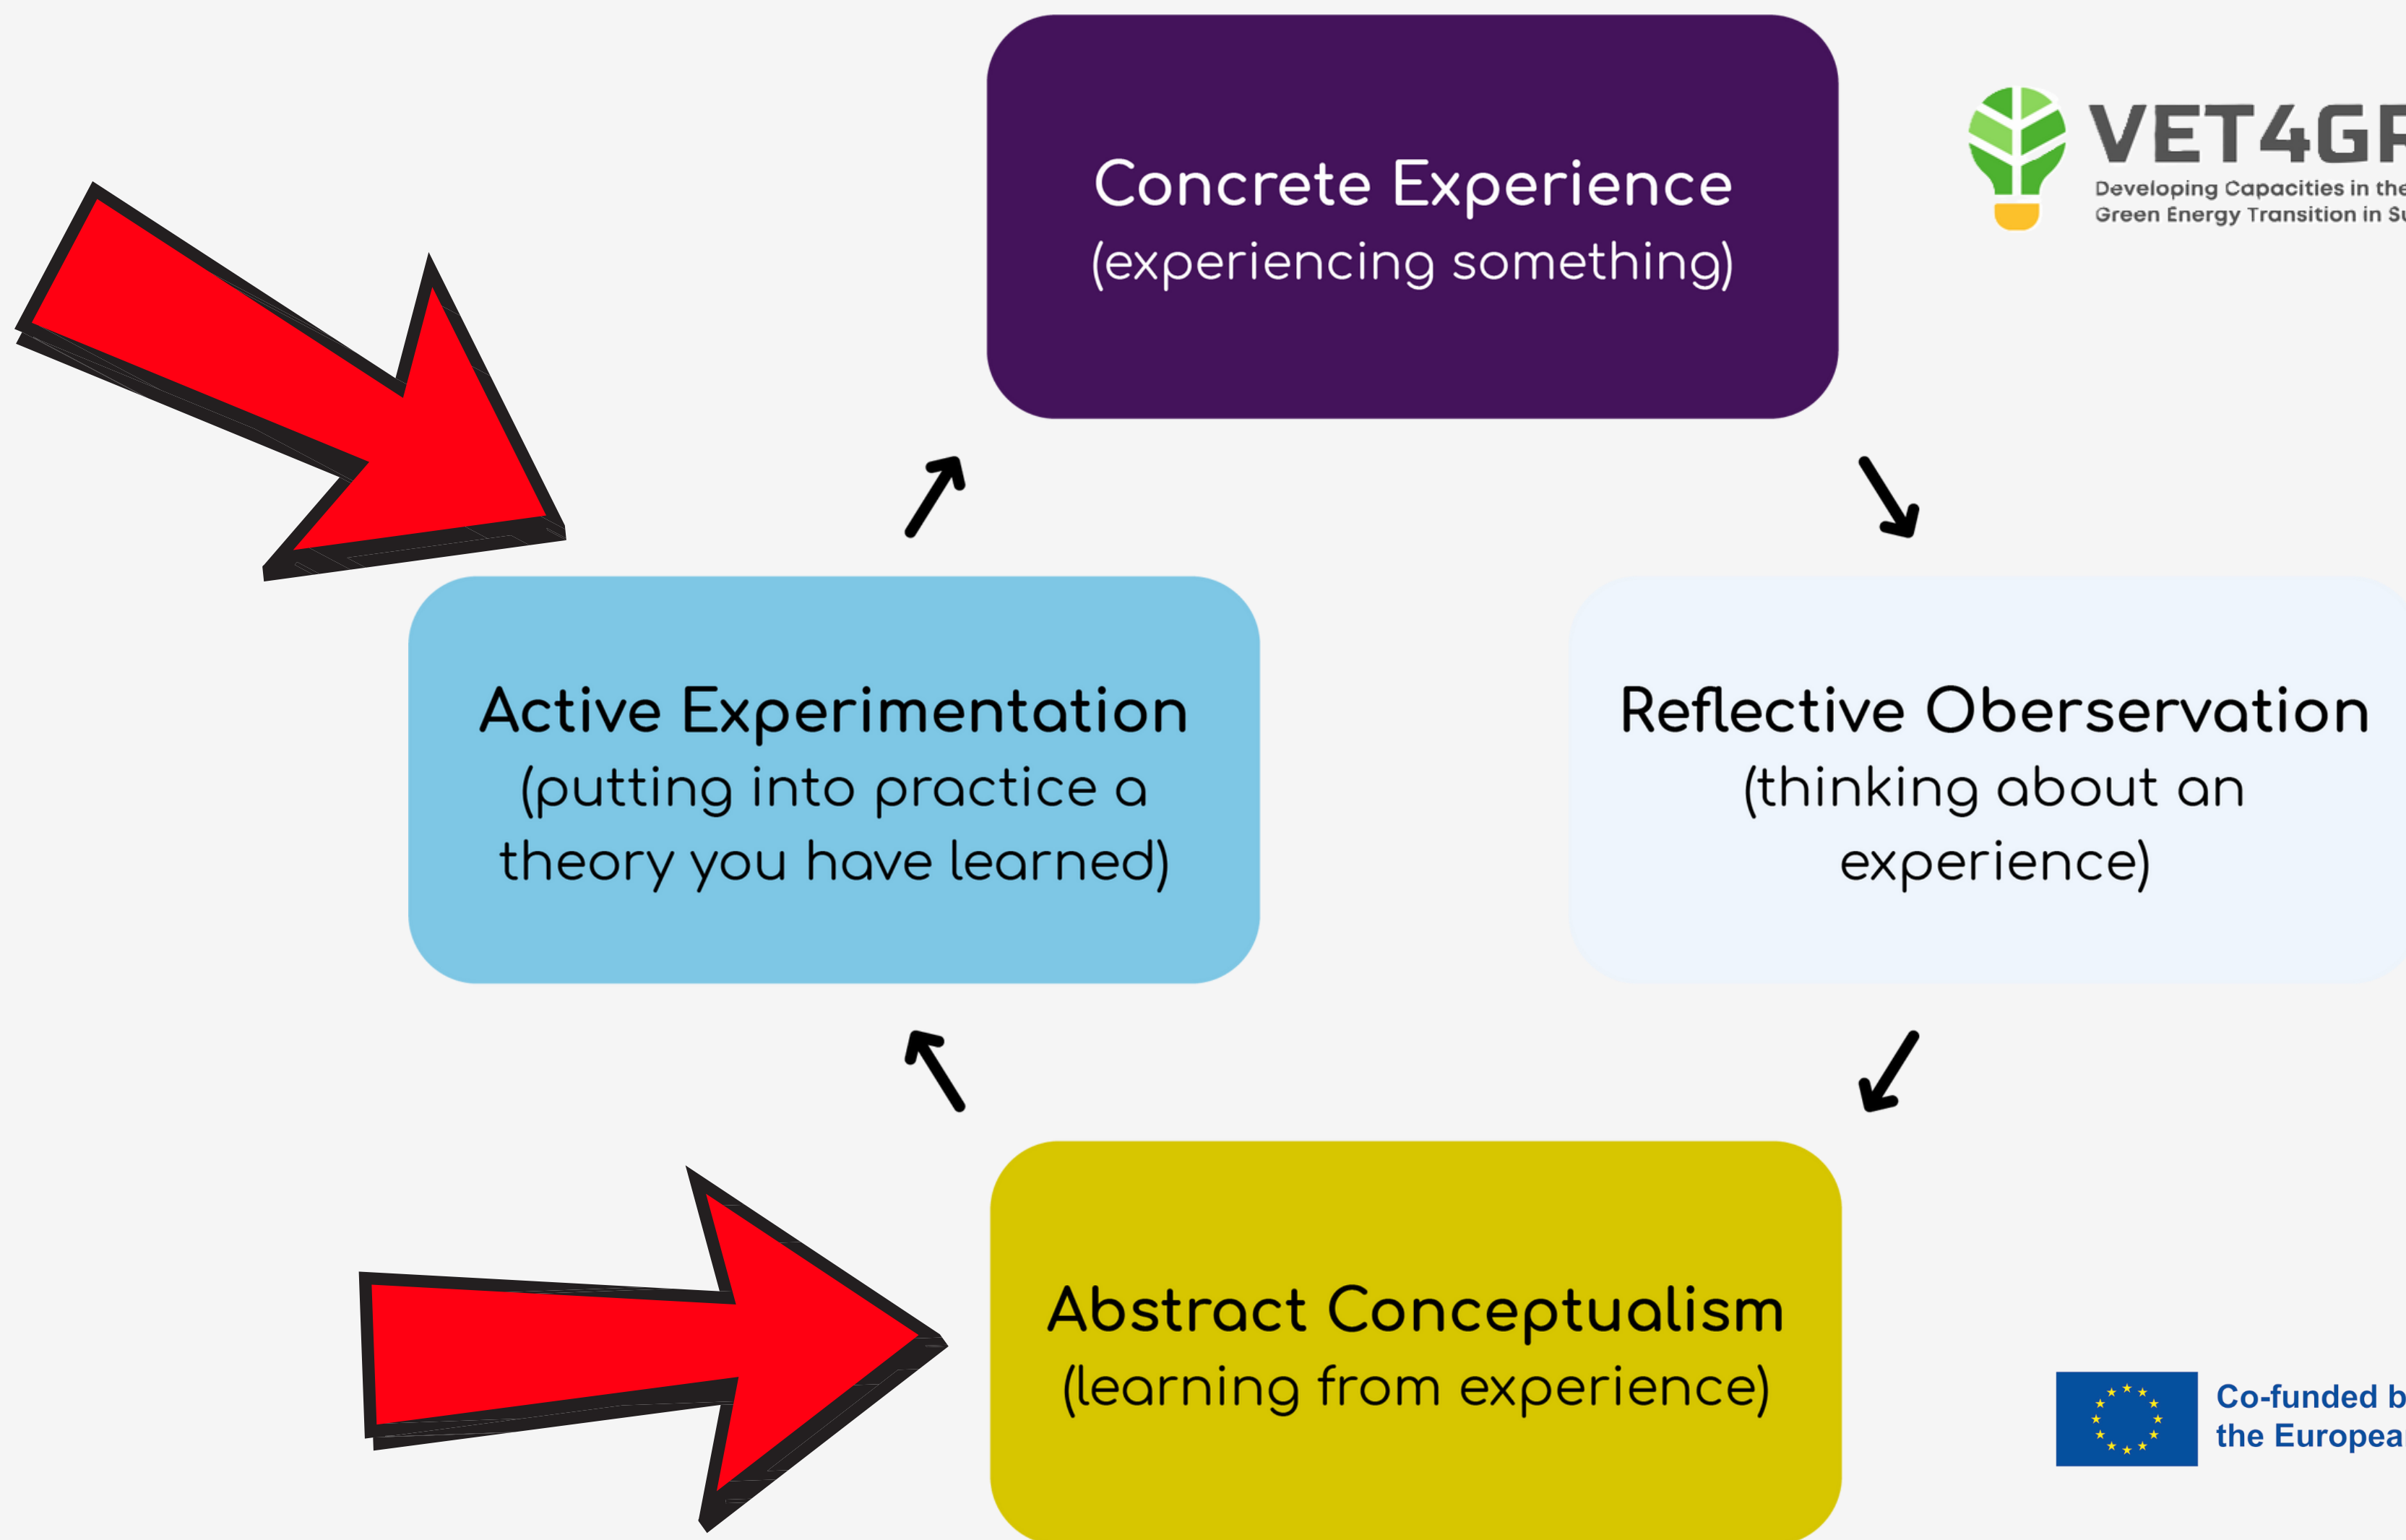 Concrete Experience
(experiencing something)
VET4GR
Developing Capacities in the
Green Energy Transition in Su
Active Experimentation
(putting into practice a
theory you have learned)
Reflective Oberservation
(thinking about an
experience)
Abstract Conceptualism
(learning from experience)
Co-funded b
the Europea